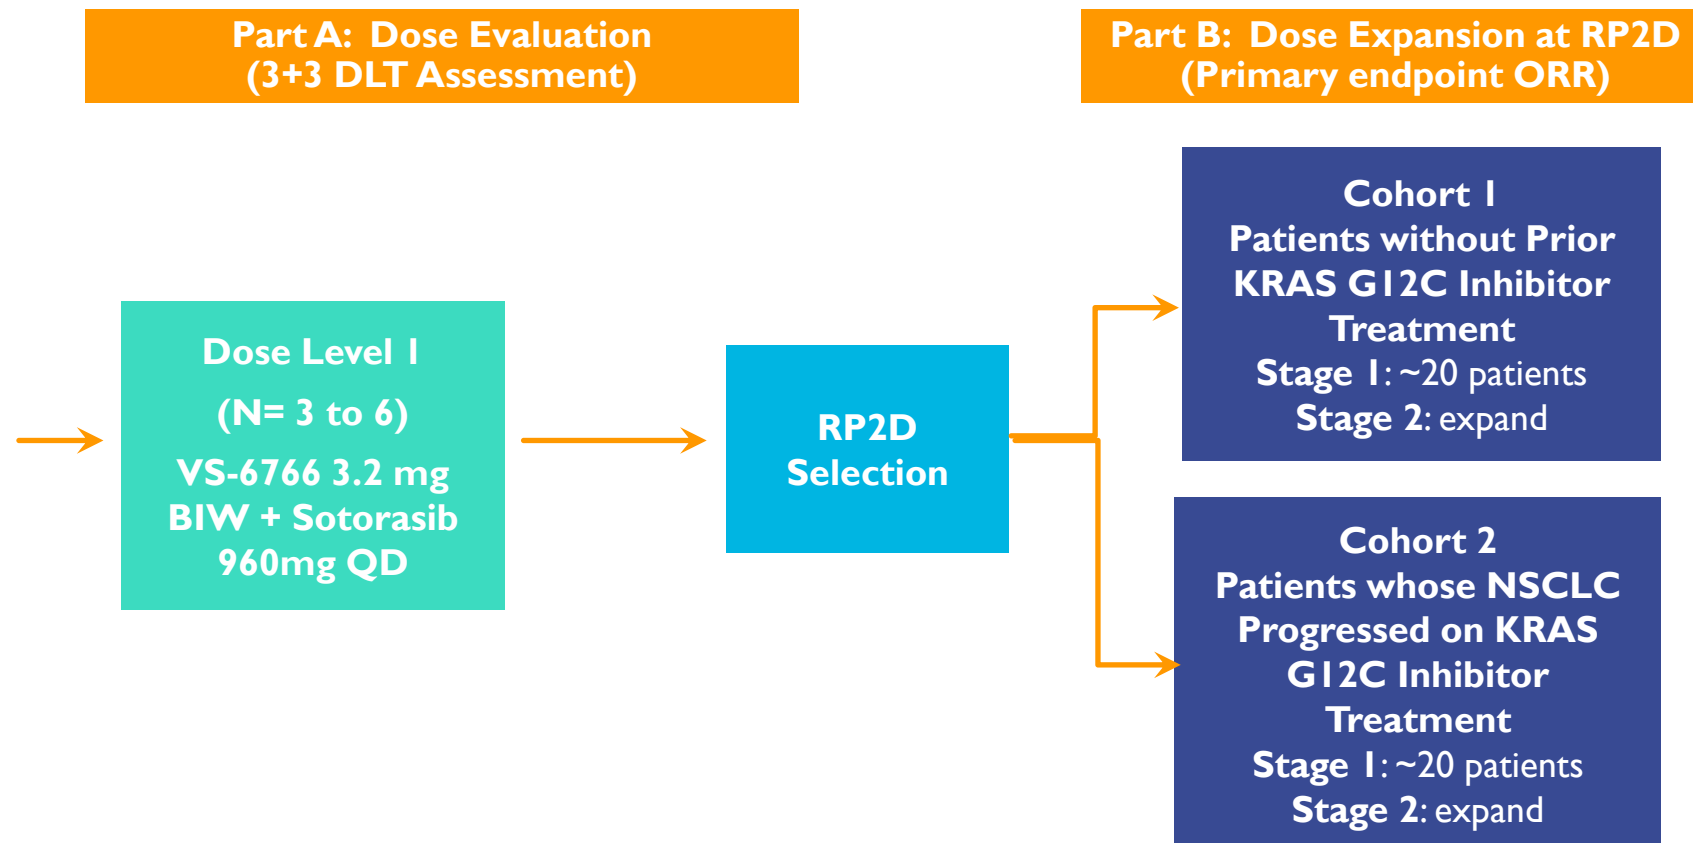 Part A: Dose Evaluation
(3+3 DLT Assessment)
Part B: Dose Expansion at RP2D
(Primary endpoint ORR)
Dose Level 1
(N= 3 to 6)
VS-6766 3.2 mg
BIW + Sotorasib
960mg QD
RP2D
Selection
Cohort 1
Patients without Prior
KRAS G12C Inhibitor
Treatment
Stage 1: ~20 patients
Stage 2: expand
Cohort 2
Patients whose NSCLC
Progressed on KRAS
G12C Inhibitor
Treatment
Stage 1: ~20 patients
Stage 2: expand